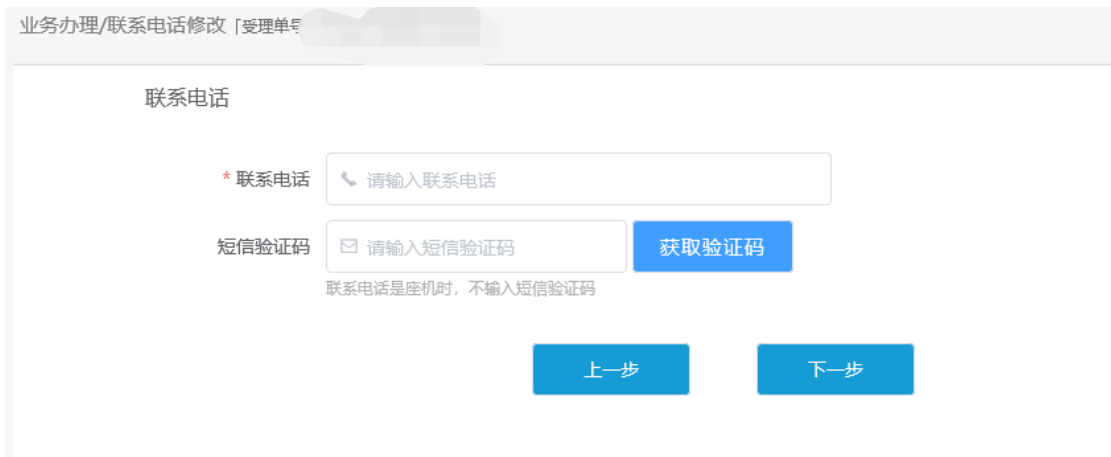 业务办理/联系电话修改「受理单号
联系电话
* 联系电话 请输入联系电话
短信验证码 请输入短信验证码 获取验证码
联系电话是座机时，不输入短信验证码
上一步 下一步